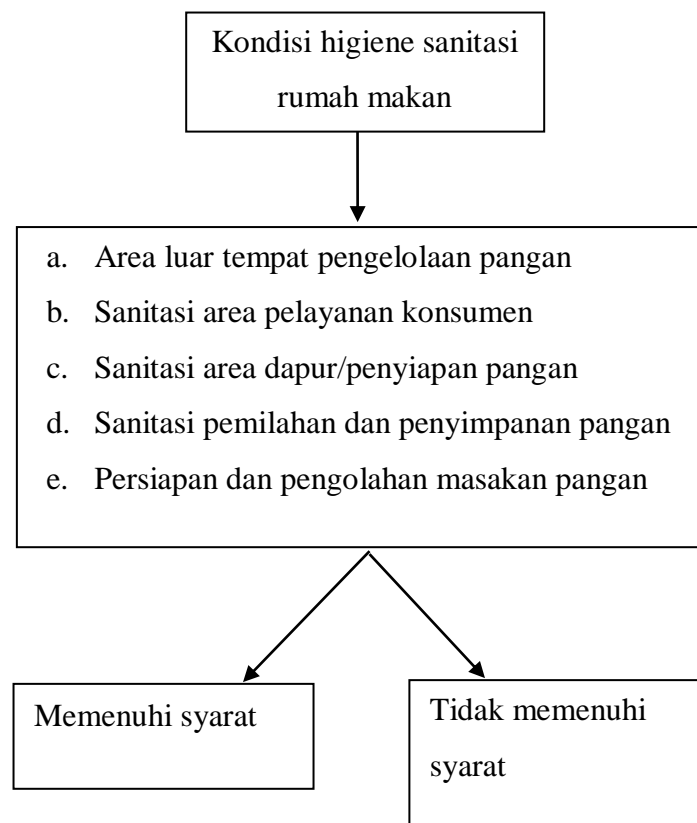 Kondisi higiene sanitasi
rumah makan
a. Area luar tempat pengelolaan pangan
b. Sanitasi area pelayanan konsumen
c. Sanitasi area dapur/penyiapan pangan
d. Sanitasi pemilahan dan penyimpanan pangan
e. Persiapan dan pengolahan masakan pangan
Memenuhi syarat
Tidak memenuhi
syarat